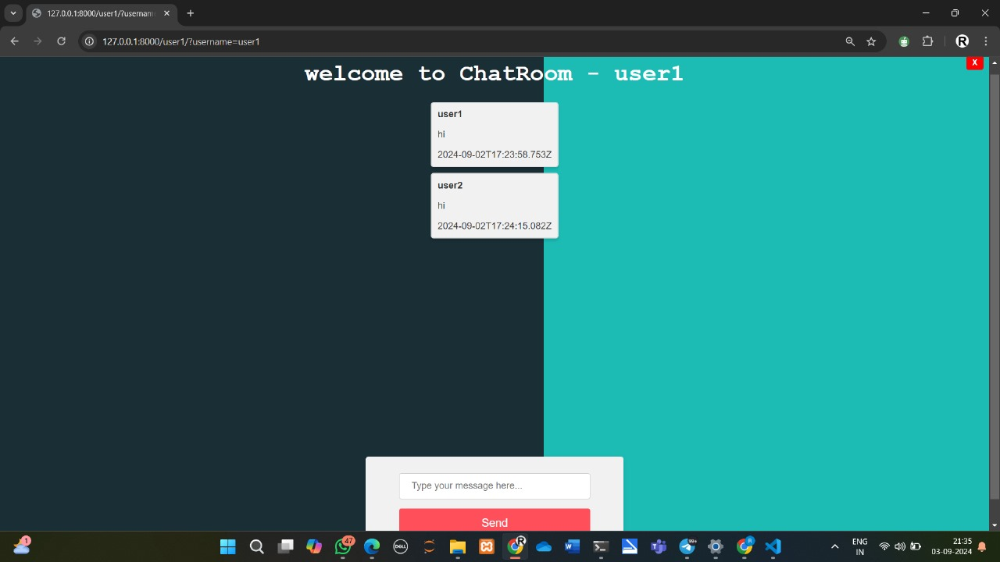 127.0.0.1:8000/user1/?usernam
127.0.0.1:8000/user1/?username=user1
R
X
welcome to ChatRoom - user1
user1
hi
2024-09-02T17:23:58.753Z
user2
hi
2024-09-02T17:24:15.082Z
Type your message here...
Send
1
DELL
47
R
W
99+
R
ENG
IN
21:35
03-09-2024